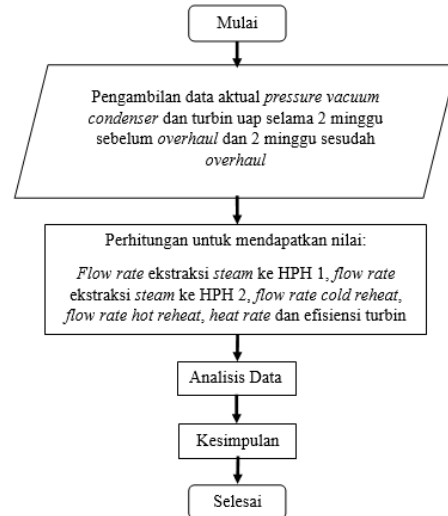 Mulai
Pengambilan data aktual pressure vacuum
condenser dan turbin uap selama 2 minggu
sebelum overhaul dan 2 minggu sesudah
overhaul
Perhitungan untuk mendapatkan nilai:
Flow rate ekstraksi steam ke HPH 1, flow rate
ekstraksi steam ke HPH 2, flow rate cold reheat,
flow rate hot reheat, heat rate dan efisiensi turbin
Analisis Data
Kesimpulan
Selesai